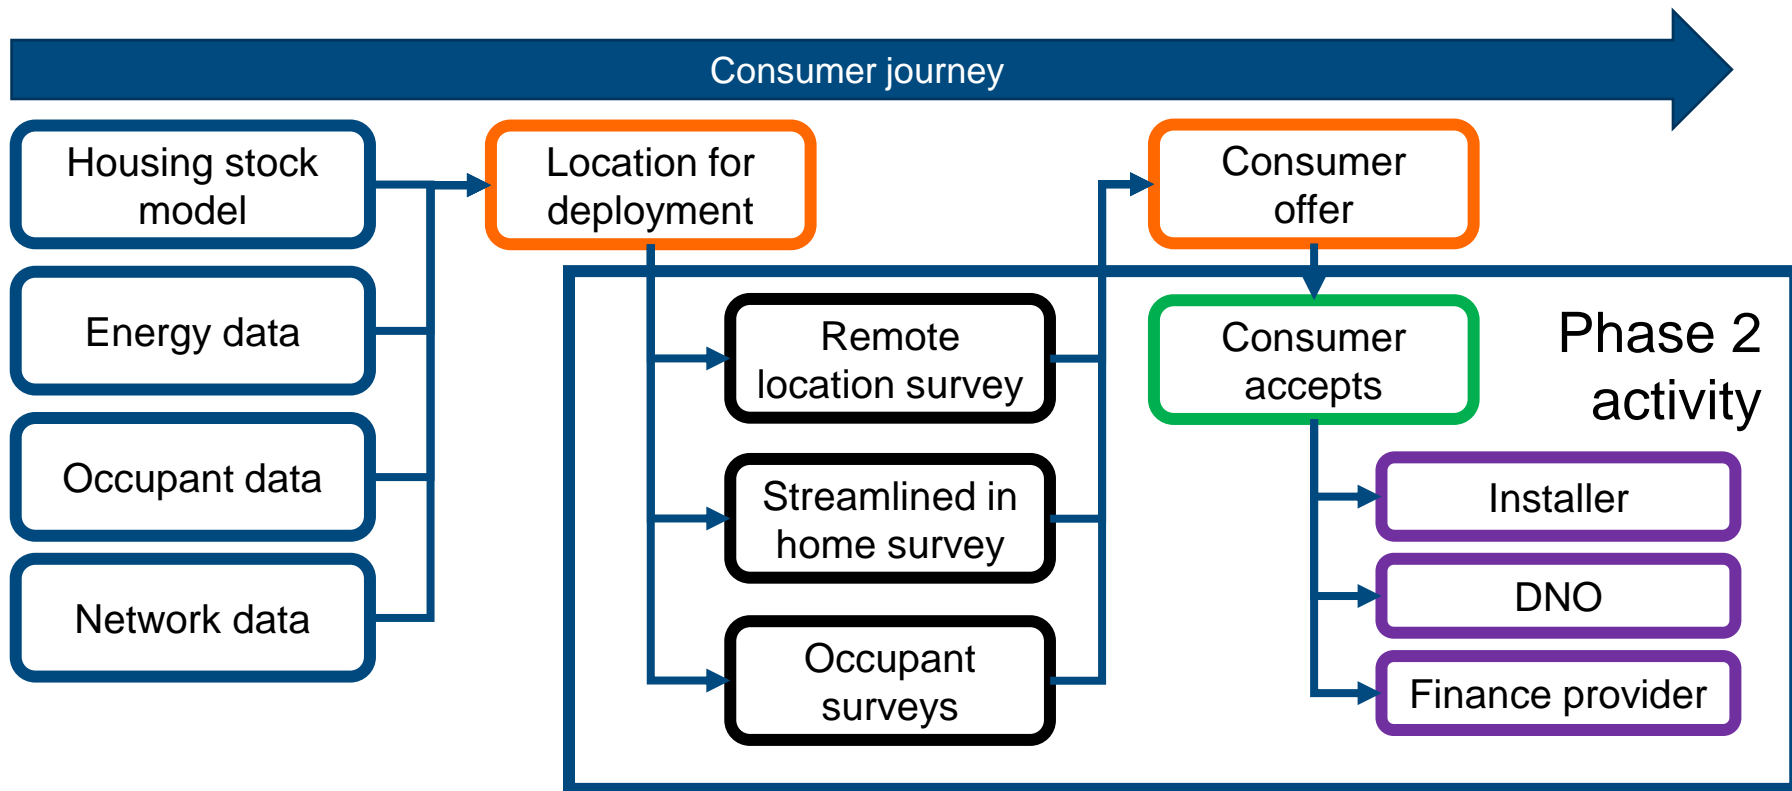 Consumer journey
Housing stock
model
Energy data
Occupant data
Network data
Location for
deployment
Remote
location survey
Streamlined in
home survey
Occupant
surveys
Consumer
offer
Consumer
accepts
Phase 2
activity
Installer
DNO
Finance provider